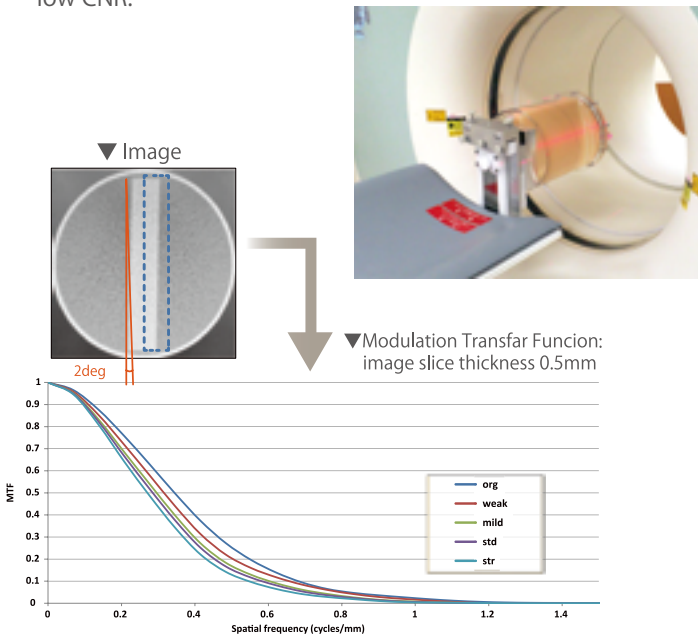 low CNR.
▼ Image
2deg
▼Modulation Transfar Funcion:
image slice thickness 0.5mm
1
0.9
0.8
0.7
0.6
0.5
0.4
0.3
0.2
0.1
0
MTF
org
weak
mild
std
str
0 0.2 0.4 0.6 0.8 1 1.2 1.4
Spatial frequency (cycles/mm)